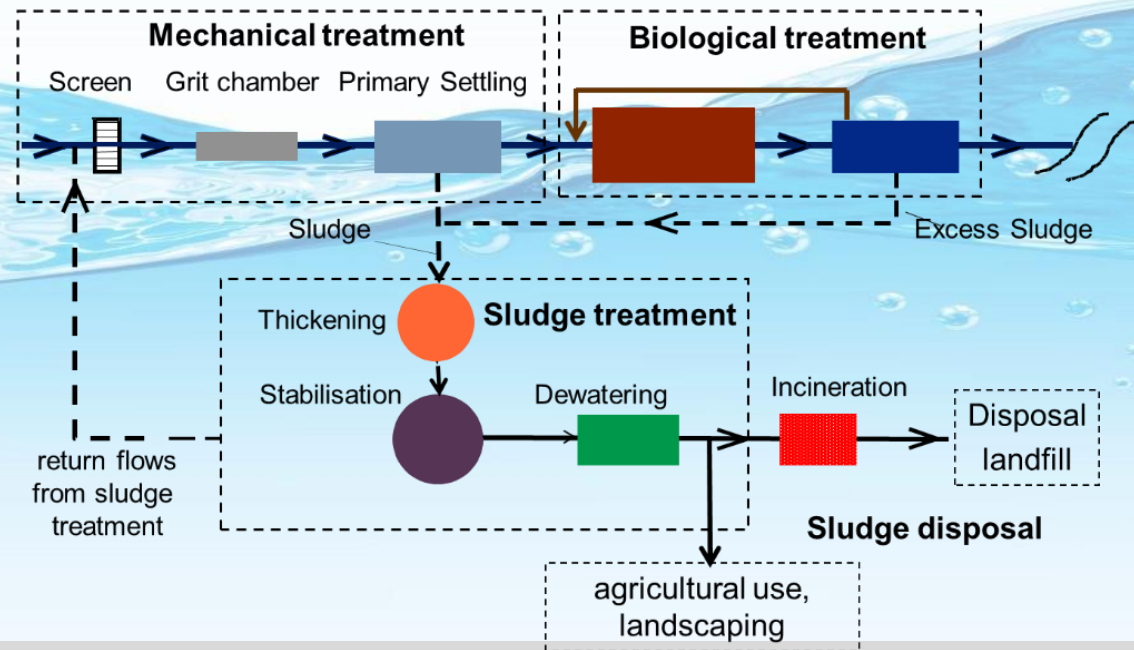 Mechanical treatment
Biological treatment
Screen
Grit chamber
Primary Settling
Sludge
Excess Sludge
Thickening
Sludge treatment
Stabilisation
Dewatering
Incineration
Disposal
landfill
return flows
from sludge
treatment
Sludge disposal
agricultural use,
landscaping